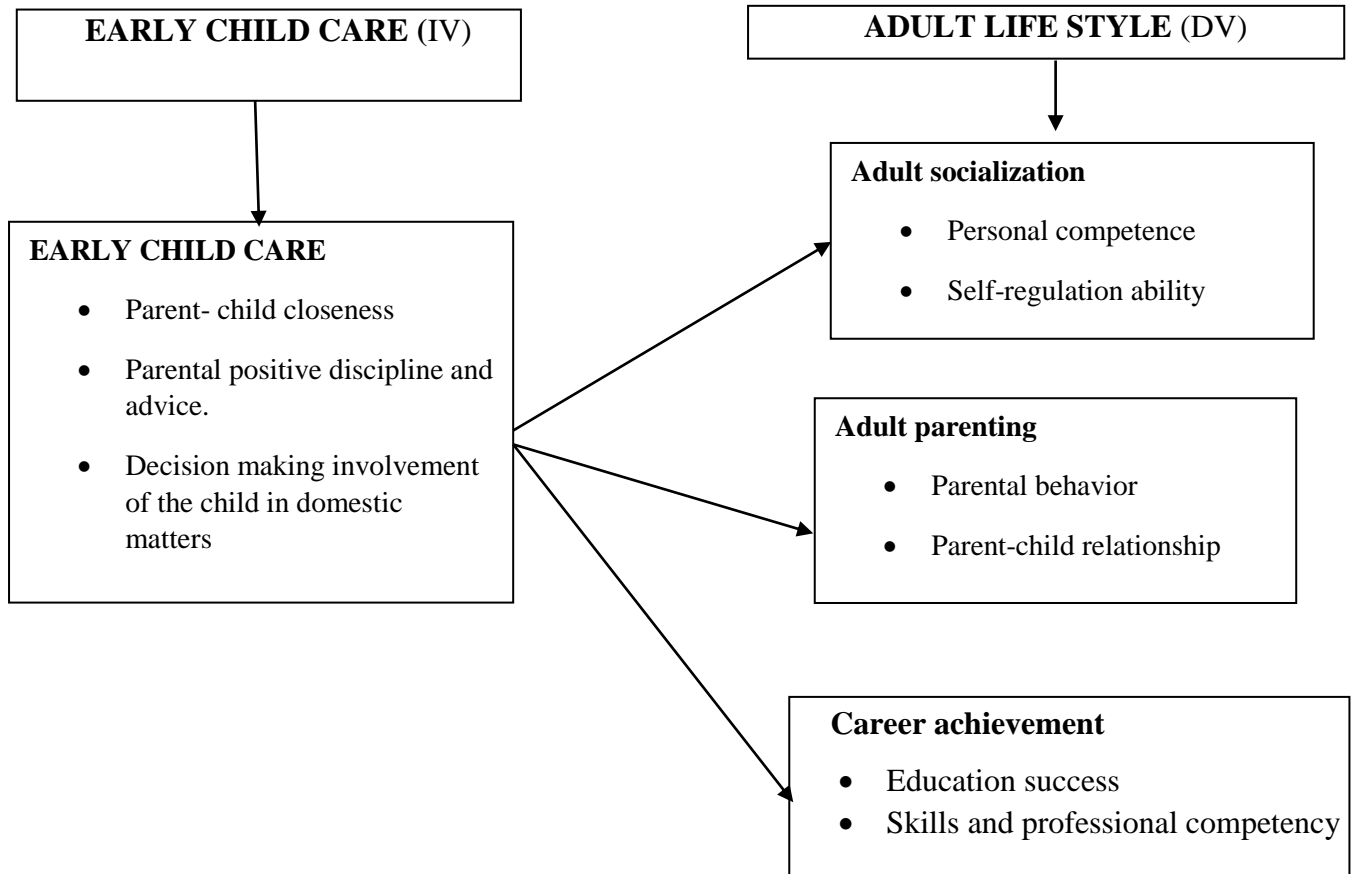 EARLY CHILD CARE (IV)
ADULT LIFE STYLE (DV)
EARLY CHILD CARE
• Parent- child closeness
• Parental positive discipline and
advice.
• Decision making involvement
of the child in domestic
matters
Adult socialization
• Personal competence
• Self-regulation ability
Adult parenting
• Parental behavior
• Parent-child relationship
Career achievement
• Education success
• Skills and professional competency